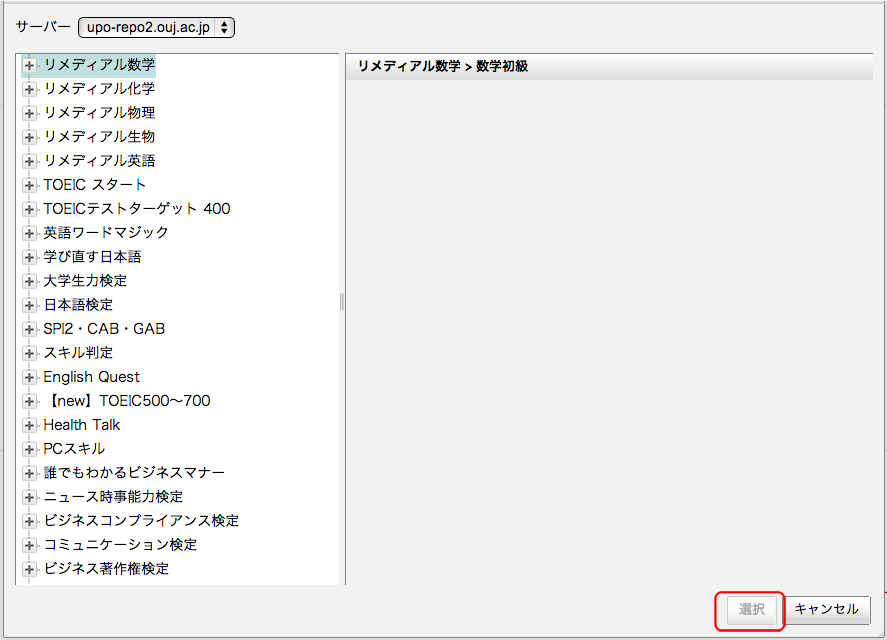 サーバー upo-repo2.ouj.ac.jp
リメディアル数学
リメディアル化学
リメディアル物理
リメディアル生物
リメディアル英語
TOEIC スタート
TOEICテストターゲット 400
英語ワードマジック
学び直す日本語
大学生力検定
日本語検定
SPI2・CAB・GAB
スキル判定
English Quest
【new】TOEIC500〜700
Health Talk
PCスキル
誰でもわかるビジネスマナー
ニュース時事能力検定
ビジネスコンプライアンス検定
コミュニケーション検定
ビジネス著作権検定
リメディアル数学 > 数学初級
選択
キャンセル